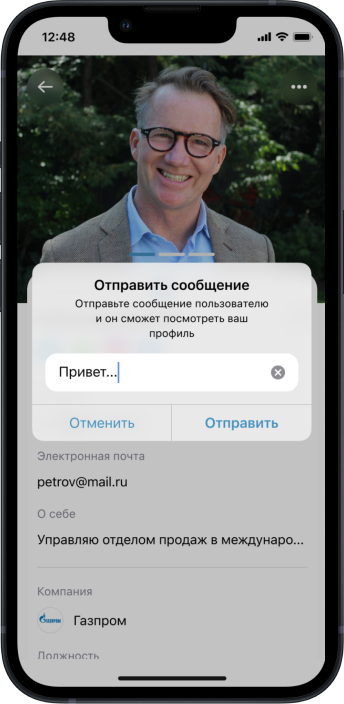 12:48
Отправить сообщение
Отправьте сообщение пользователю
и он сможет посмотреть ваш
профиль
Привет...
Отменить
Отправить
Электронная почта
petrov@mail.ru
О себе
Управляю отделом продаж в междунаро...
Компания
ГАЗПРОМ
Газпром
Должность